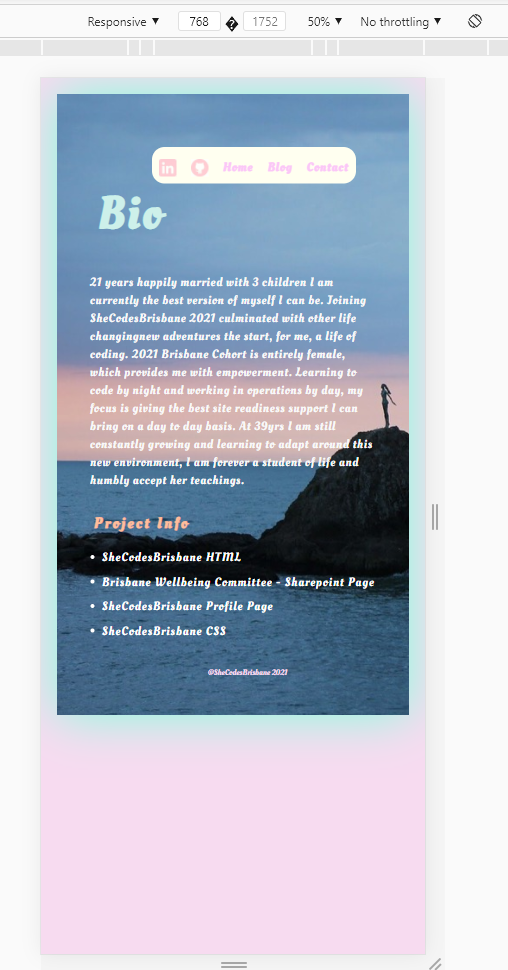 Responsive 768 � 1752 50% No throttling
in Home Blog Contact
Bio
21 years happily married with 3 children I am
currently the best version of myself I can be. Joining
SheCodesBrisbane 2021 culminated with other life
changingnew adventures the start, for me, a life of
coding. 2021 Brisbane Cohort is entirely female,
which provides me with empowerment. Learning to
code by night and working in operations by day, my
focus is giving the best site readiness support I can
bring on a day to day basis. At 39yrs I am still
constantly growing and learning to adapt around this
new environment, I am forever a student of life and
humbly accept her teachings.
Project Info
• SheCodesBrisbane HTML
• Brisbane Wellbeing Committee - Sharepoint Page
• SheCodesBrisbane Profile Page
• SheCodesBrisbane CSS
@SheCodesBrisbane 2021